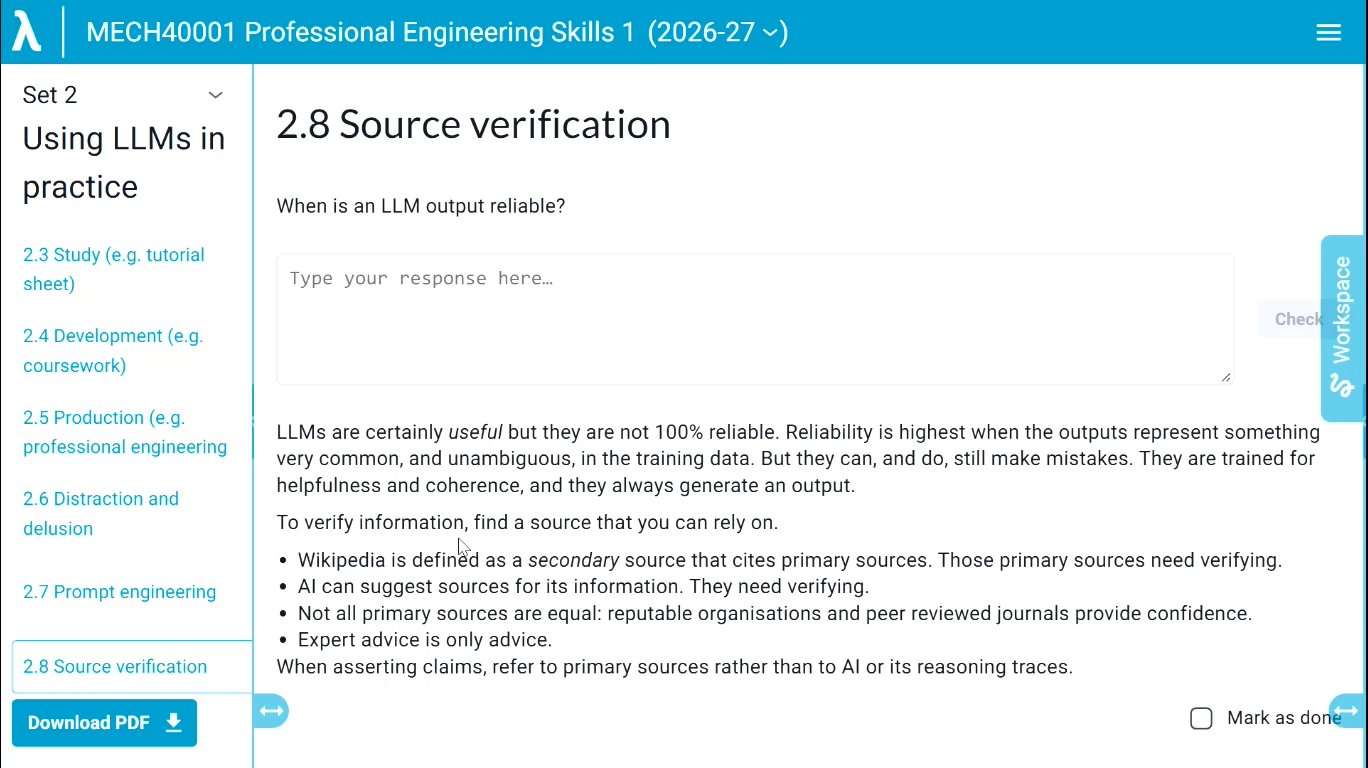 λ MECH40001 Professional Engineering Skills 1 (2026-27)
Set 2
Using LLMs in
practice
2.3 Study (e.g. tutorial
sheet)
2.4 Development (e.g.
coursework)
2.5 Production (e.g.
professional engineering
2.6 Distraction and
delusion
2.7 Prompt engineering
2.8 Source verification
Download PDF
2.8 Source verification
When is an LLM output reliable?
Type your response here…
Check
Workspace
LLMs are certainly useful but they are not 100% reliable. Reliability is highest when the outputs represent something
very common, and unambiguous, in the training data. But they can, and do, still make mistakes. They are trained for
helpfulness and coherence, and they always generate an output.
To verify information, find a source that you can rely on.
• Wikipedia is defined as a secondary source that cites primary sources. Those primary sources need verifying.
• AI can suggest sources for its information. They need verifying.
• Not all primary sources are equal: reputable organisations and peer reviewed journals provide confidence.
• Expert advice is only advice.
When asserting claims, refer to primary sources rather than to AI or its reasoning traces.
Mark as done